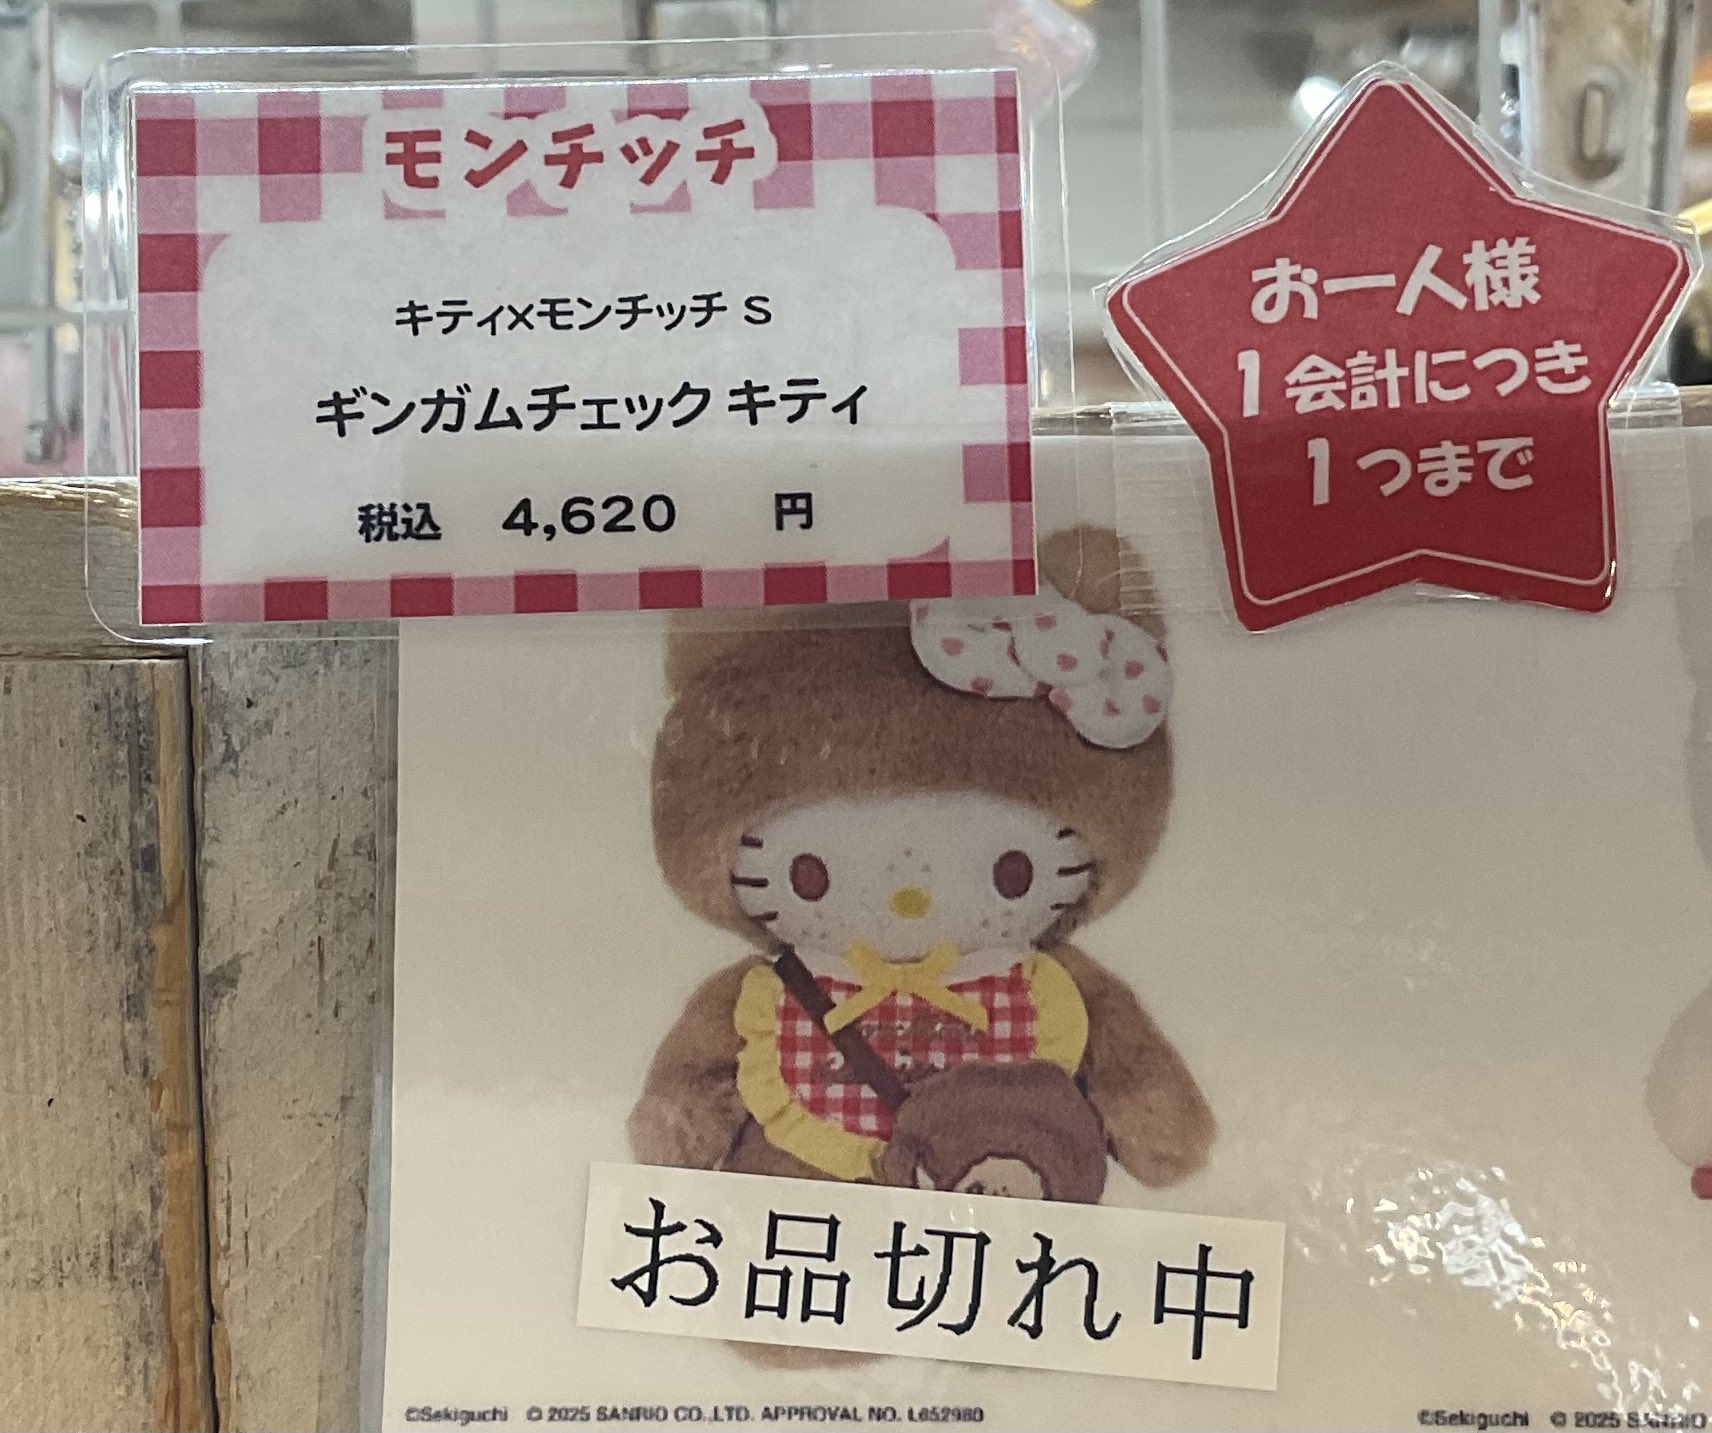 モンチッチ
キティ×モンチッチ S
ギンガムチェック キティ
税込 4,620 円
お一人様
1会計につき
1つまで
お品切れ中
©Sekiguchi © 2025 SANRIO CO.,LTD. APPROVAL NO. L652980
©Sekiguchi © 2025 SANRIO